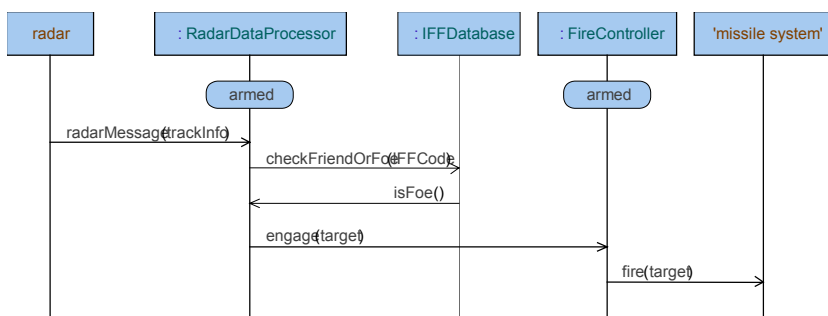 radar
: RadarDataProcessor
: IFFDatabase
: FireController
'missile system'
armed
armed
radarMessage(trackInfo)
checkFriendOrFoe(IFFCode)
isFoe()
engage(target)
fire(target)